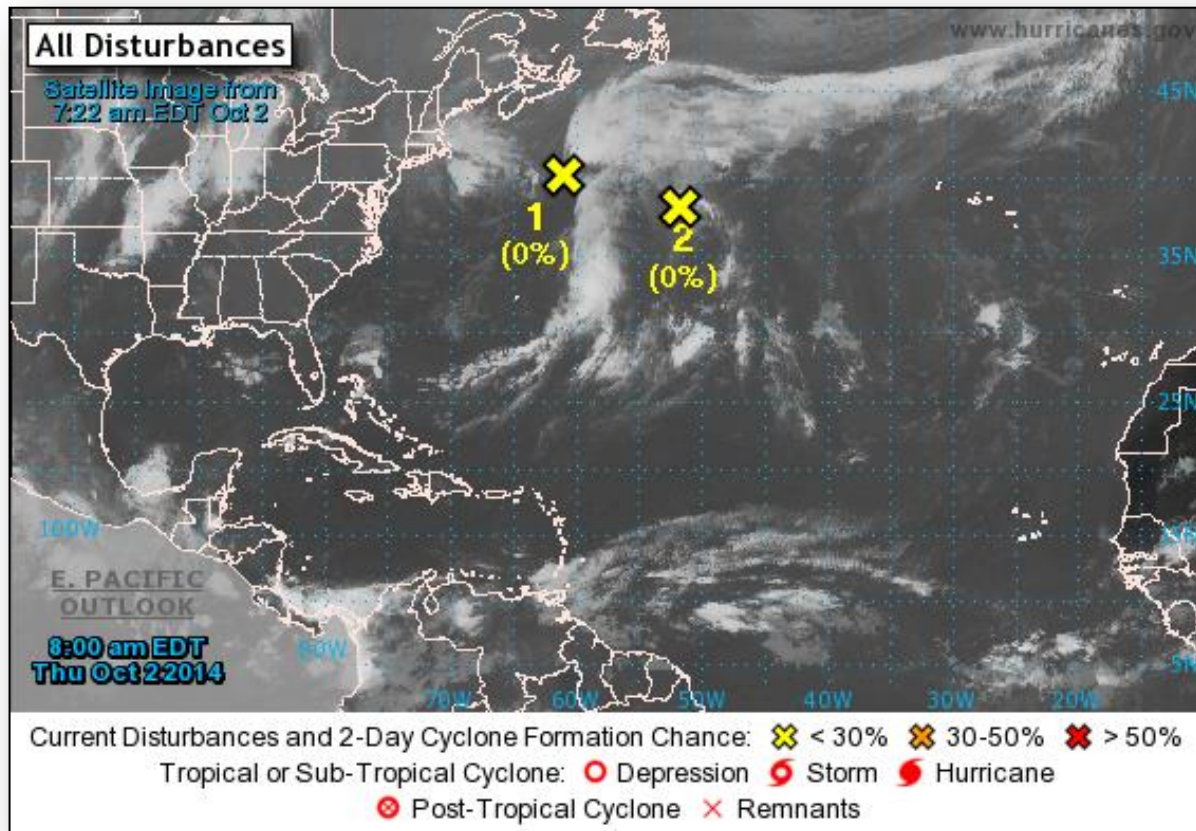 All Disturbances
www.hurricanes.gov
Satellite Image from
7:22 am EDT Oct 2
45N
1
(0%)
2
(0%)
35N
25N
100W
15N
E. PACIFIC
OUTLOOK
8:00 am EDT
Thu Oct 2 2014
80W
5N
70W 60W 50W 40W 30W 20W
Current Disturbances and 2-Day Cyclone Formation Chance: < 30% 30-50% > 50%
Tropical or Sub-Tropical Cyclone: Depression Storm Hurricane
Post-Tropical Cyclone Remnants